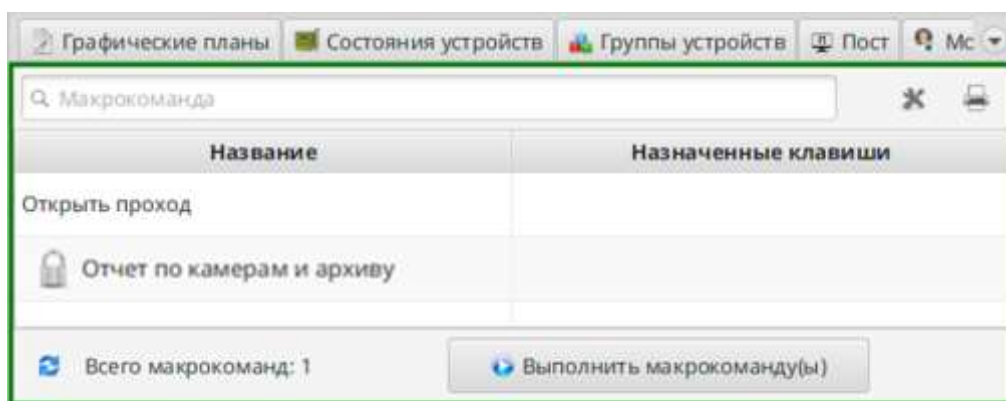 Графические планы Состояния устройств Группы устройств Пост Мс
Макрокоманда
Название Назначенные клавиши
Открыть проход
Отчет по камерам и архиву
Всего макрокоманд: 1 Выполнить макрокоманду(ы)